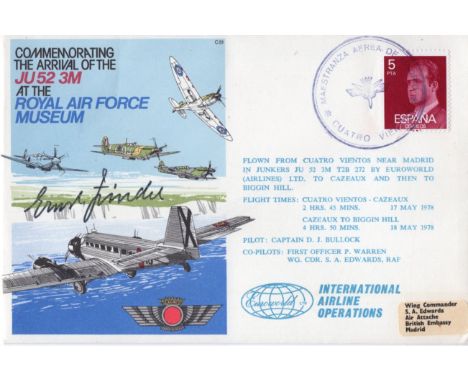 COMMEMORATING
THE ARRIVAL OF THE
JU 52 3M
AT THE
ROYAL AIR FORCE
MUSEUM
MAESTRANZA AEREA DE
CUATRO VIENTOS
5
PTA
ESPAÑA
FLOWN FROM CUATRO VIENTOS NEAR MADRID
IN JUNKERS JU 52 3M T2B 272 BY EUROWORLD
(AIRLINES) LTD. TO CAZEAUX AND THEN TO
BIGGIN HILL.
FLIGHT TIMES: CUATRO VIENTOS - CAZEAUX
2 HRS. 45 MINS. 17 MAY 1978
CAZEAUX TO BIGGIN HILL
4 HRS. 50 MINS. 18 MAY 1978
PILOT: CAPTAIN D. J. BULLOCK
CO-PILOTS: FIRST OFFICER P. WARREN
WG. CDR. S. A. EDWARDS, RAF
Euroworld
INTERNATIONAL
AIRLINE
OPERATIONS
Wing Commander
S. A. Edwards
Air Attache
British Embassy
Madrid